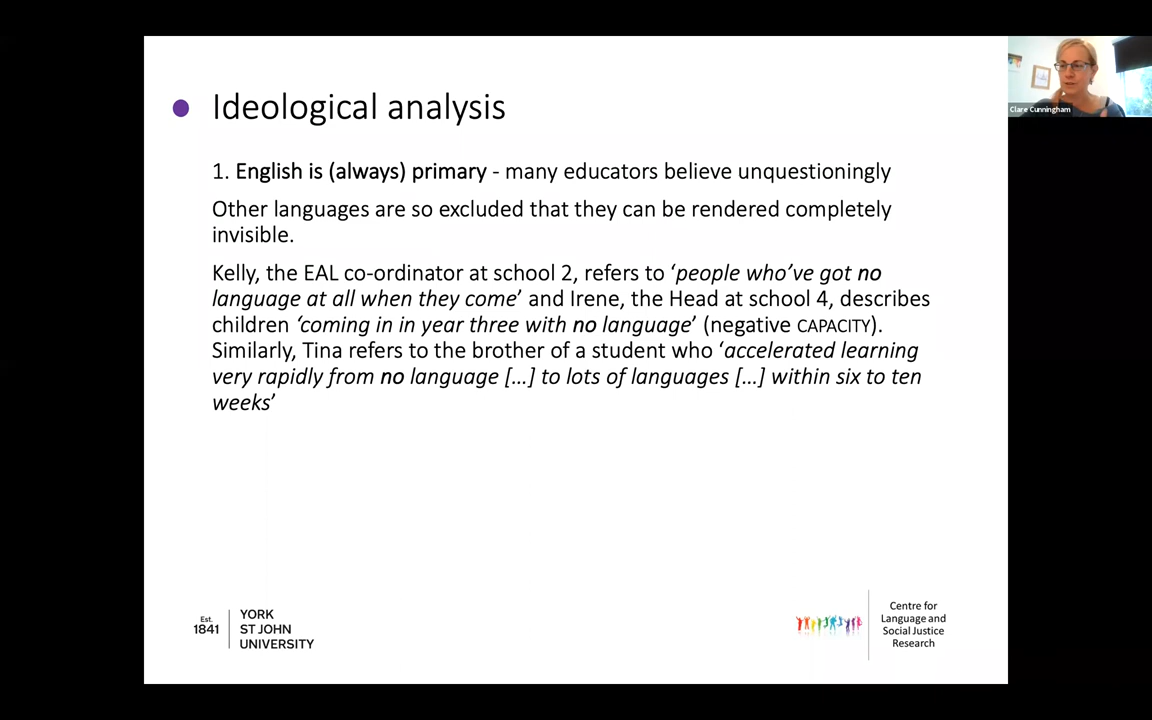 Ideological analysis
1. English is (always) primary - many educators believe unquestioningly
Other languages are so excluded that they can be rendered completely
invisible.
Kelly, the EAL co-ordinator at school 2, refers to ‘people who’ve got no
language at all when they come’ and Irene, the Head at school 4, describes
children ‘coming in in year three with no language’ (negative CAPACITY).
Similarly, Tina refers to the brother of a student who ‘accelerated learning
very rapidly from no language […] to lots of languages […] within six to ten
weeks’
Est.
1841
YORK
ST JOHN
UNIVERSITY
Centre for
Language and
Social Justice
Research
Clare Cunningham